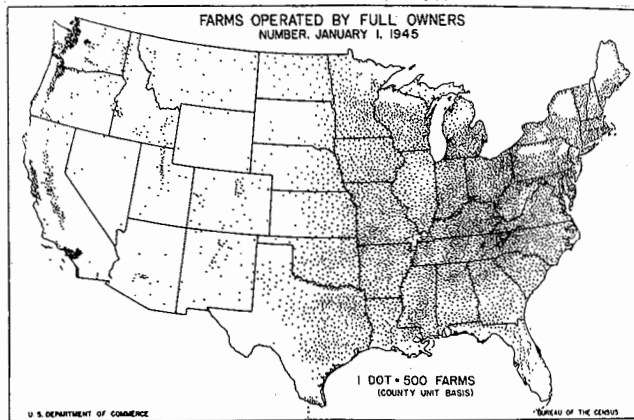 FARMS OPERATED BY FULL OWNERS
NUMBER, JANUARY 1, 1945
1 DOT = 500 FARMS
(COUNTY UNIT BASIS)
U. S. DEPARTMENT OF COMMERCE
BUREAU OF THE CENSUS